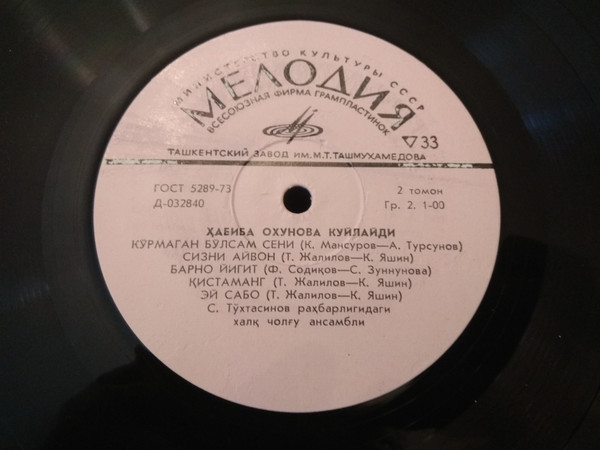 МИНИСТЕРСТВО КУЛЬТУРЫ СССР
МЕЛОДИЯ
ВСЕСОЮЗНАЯ ФИРМА ГРАМПЛАСТИНОК
▽33
ТАШКЕНТСКИЙ ЗАВОД ИМ. М.Т. ТАШМУХАМЕДОВА
ГОСТ 5289-73
2 томон
Д-032840
Гр. 2. 1-00
ҲАБИБА ОХУНОВА КУЙЛАЙДИ
КЎРМАГАН БЎЛСАМ СЕНИ (К. Мансуров—А. Турсунов)
СИЗНИ АЙВОН (Т. Жалилов—К. Яшин)
БАРНО ЙИГИТ (Ф. Содиқов—С. Зуннунова)
ҚИСТАМАНГ (Т. Жалилов—К. Яшин)
ЭЙ САБО (Т. Жалилов—К. Яшин)
С. Тўхтасинов раҳбарлигидаги
халқ чолғу ансамбли